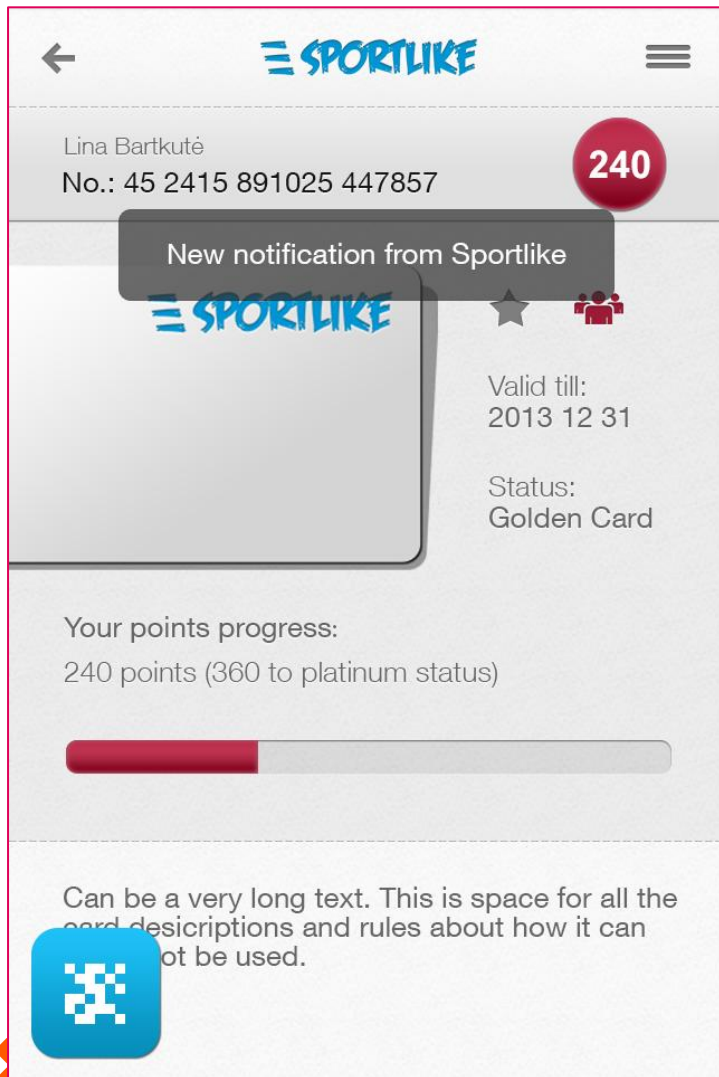 SPORTLIKE
Lina Bartkutė
No.: 45 2415 891025 447857
240
New notification from Sportlike
SPORTLIKE
Valid till:
2013 12 31
Status:
Golden Card
Your points progress:
240 points (360 to platinum status)
Can be a very long text. This is space for all the
card desicriptions and rules about how it can
ot be used.